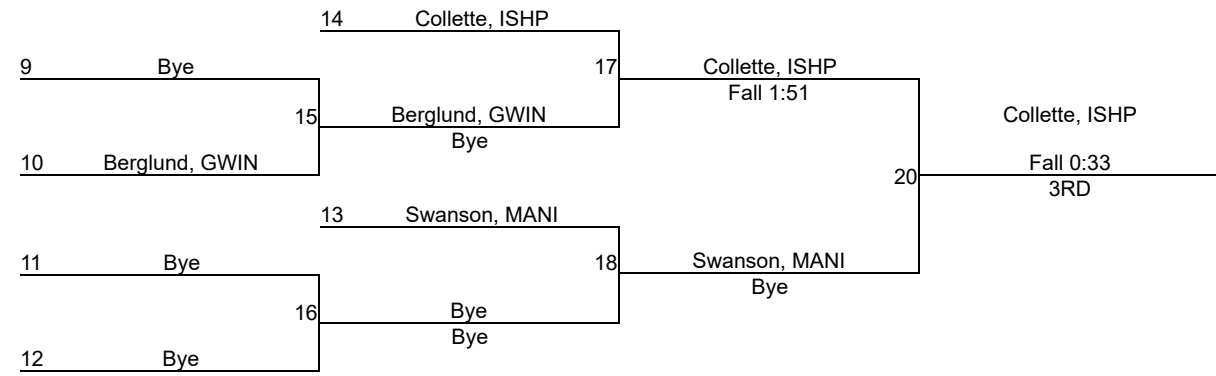 14 Collette, ISHP
9 Bye
17 Collette, ISHP
Fall 1:51
15 Berglund, GWIN
Bye
Collette, ISHP
10 Berglund, GWIN
Fall 0:33
20
3RD
13 Swanson, MANI
11 Bye
18 Swanson, MANI
Bye
16 Bye
Bye
12 Bye